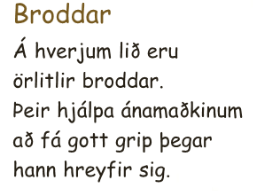 Broddar
Á hverjum lið eru
örlitlir broddar.
Þeir hjálpa ánamaðkinum
að fá gott grip þegar
hann hreyfir sig.